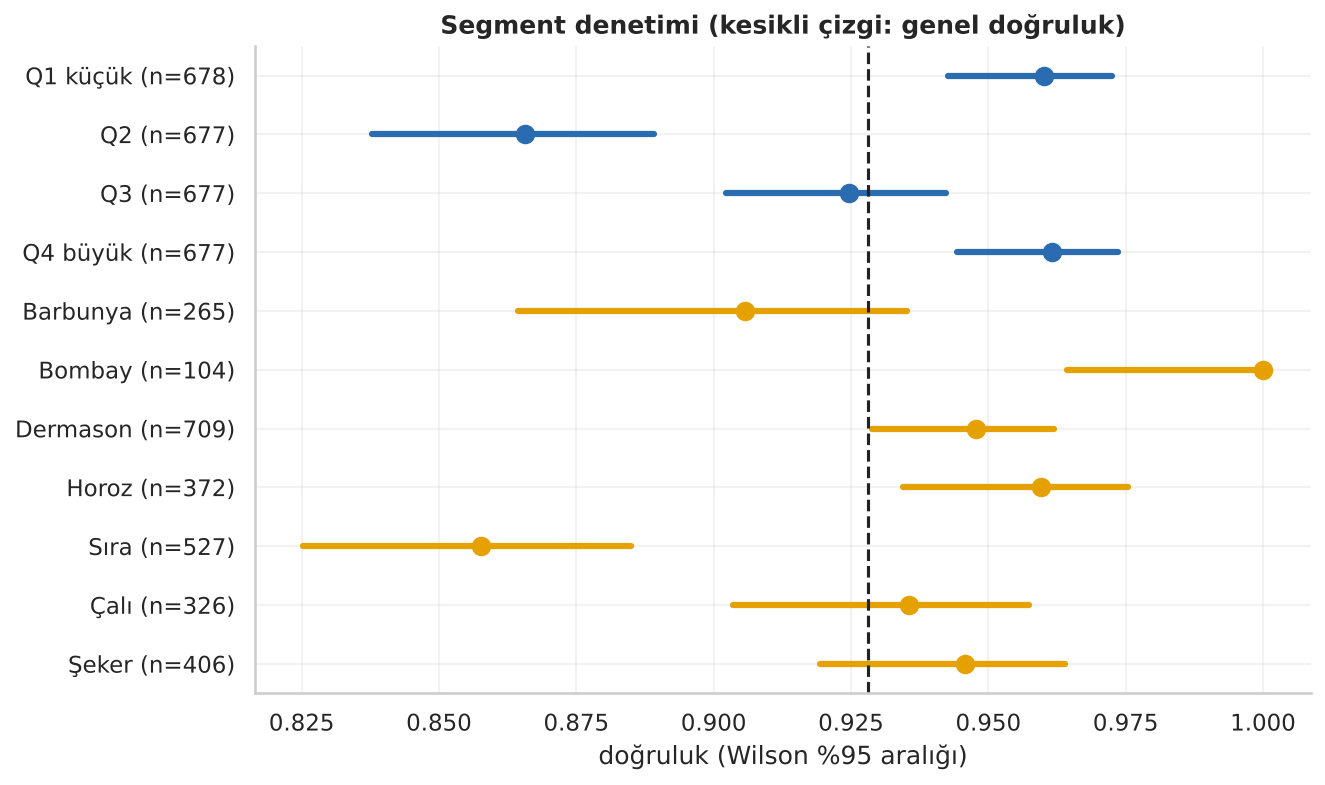 Segment denetimi (kesikli çizgi: genel doğruluk)
Q1 küçük (n=678)
Q2 (n=677)
Q3 (n=677)
Q4 büyük (n=677)
Barbunya (n=265)
Bombay (n=104)
Dermason (n=709)
Horoz (n=372)
Sıra (n=527)
Çalı (n=326)
Şeker (n=406)
0.825 0.850 0.875 0.900 0.925 0.950 0.975 1.000
doğruluk (Wilson %95 aralığı)